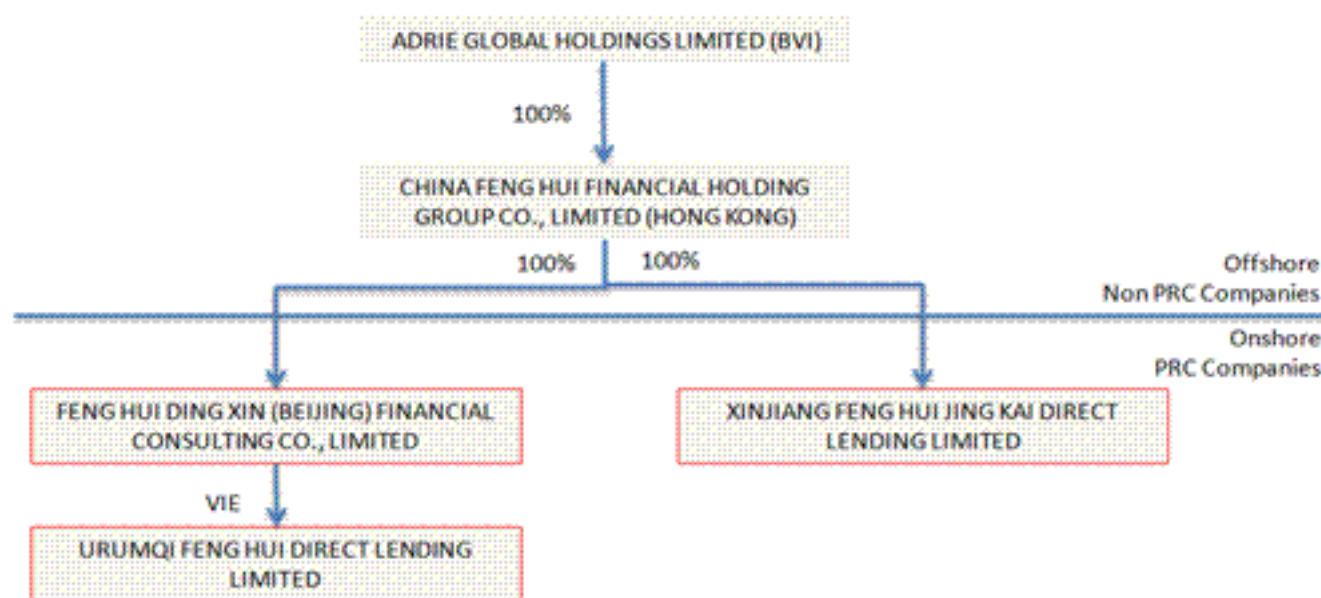 ADRIE GLOBAL HOLDINGS LIMITED (BVI)
100%
CHINA FENG HUI FINANCIAL HOLDING
GROUP CO., LIMITED (HONG KONG)
100%
100%
Offshore
Non PRC Companies
Onshore
PRC Companies
FENG HUI DING XIN (BEIJING) FINANCIAL
CONSULTING CO., LIMITED
XINJIANG FENG HUI JING KAI DIRECT
LENDING LIMITED
VIE
URUMQI FENG HUI DIRECT LENDING
LIMITED